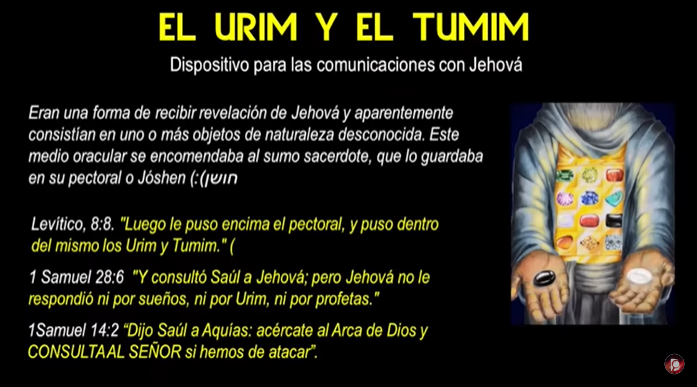 EL URIM Y EL TUMIM
Dispositivo para las comunicaciones con Jehová
Eran una forma de recibir revelación de Jehová y aparentemente
consistían en uno o más objetos de naturaleza desconocida. Este
medio oracular se encomendaba al sumo sacerdote, que lo guardaba
en su pectoral o Jóshen (:(חושן
Levítico, 8:8. "Luego le puso encima el pectoral, y puso dentro
del mismo los Urim y Tumim." (
1 Samuel 28:6 "Y consultó Saúl a Jehová; pero Jehová no le
respondió ni por sueños, ni por Urim, ni por profetas."
1Samuel 14:2 “Dijo Saúl a Aquías: acércate al Arca de Dios y
CONSULTA AL SEÑOR si hemos de atacar”.